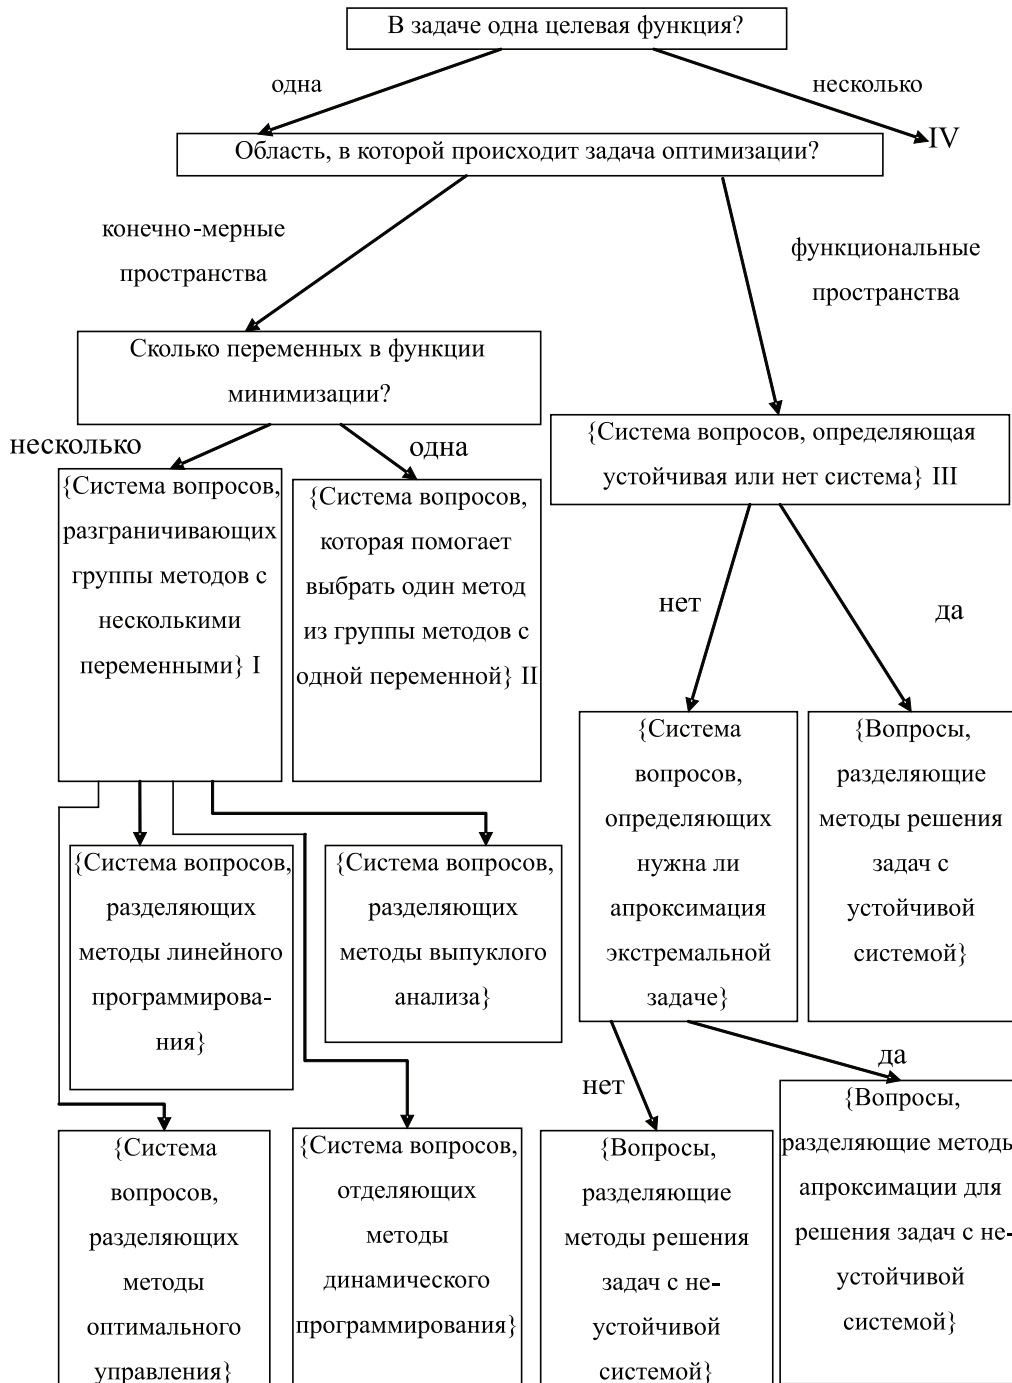 В задаче одна целевая функция?
одна
несколько
IV
Область, в которой происходит задача оптимизации?
конечно-мерные
пространства
функциональные
пространства
Сколько переменных в функции
минимизации?
{Система вопросов, определяющая
устойчивая или нет система} III
несколько
одна
{Система вопросов,
разграничивающих
группы методов с
несколькими
переменными} I
{Система вопросов,
которая помогает
выбрать один метод
из группы методов с
одной переменной} II
нет
да
{Система
вопросов,
определяющих
нужна ли
апроксимация
экстремальной
задаче}
{Вопросы,
разделяющие
методы решения
задач с
устойчивой
системой}
{Система вопросов,
разделяющих
методы линейного
программирова-
ния}
{Система вопросов,
разделяющих
методы выпуклого
анализа}
нет
да
{Система
вопросов,
разделяющих
методы
оптимального
управления}
{Система вопросов,
отделяющих
методы
динамического
программирования}
{Вопросы,
разделяющие
методы решения
задач с не-
устойчивой
системой}
{Вопросы,
разделяющие методы
апроксимации для
решения задач с не-
устойчивой
системой}